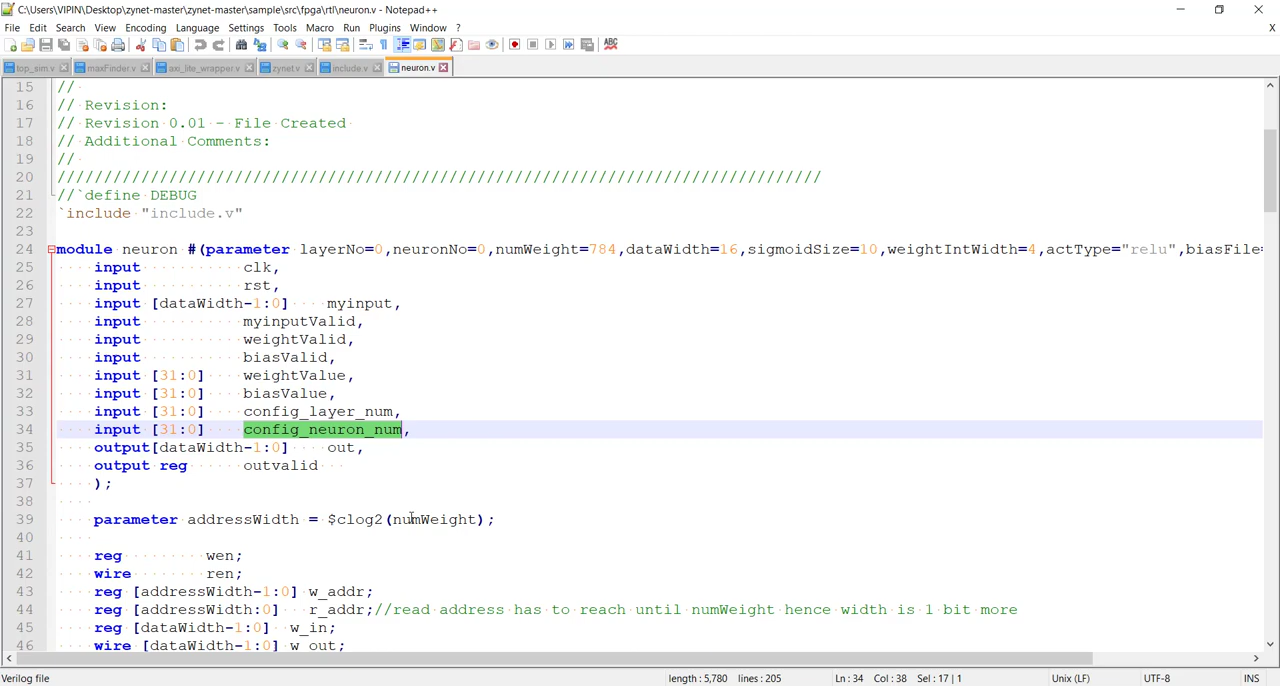 C:\Users\VIPIN\Desktop\zynet-master\zynet-master\sample\src\fpga\rtl\neuron.v - Notepad++
File Edit Search View Encoding Language Settings Tools Macro Run Plugins Window ?
X
top_sim.v maxFinder.v axi_lite_wrapper.v zynet.v include.v neuron.v
15 //
16 // Revision:
17 // Revision 0.01 - File Created
18 // Additional Comments:
19 //
20 //////////////////////////////////////////////////////////////////////////////////
21 //`define DEBUG
22 `include "include.v"
23
24 module neuron #(parameter layerNo=0,neuronNo=0,numWeight=784,dataWidth=16,sigmoidSize=10,weightIntWidth=4,actType="relu",biasFile=
25 input clk,
26 input rst,
27 input [dataWidth-1:0] myinput,
28 input myinputValid,
29 input weightValid,
30 input biasValid,
31 input [31:0] weightValue,
32 input [31:0] biasValue,
33 input [31:0] config_layer_num,
34 input [31:0] config_neuron_num,
35 output[dataWidth-1:0] out,
36 output reg outvalid
37 );
38
39 parameter addressWidth = $clog2(numWeight);
40
41 reg wen;
42 wire ren;
43 reg [addressWidth-1:0] w_addr;
44 reg [addressWidth:0] r_addr;//read address has to reach until numWeight hence width is 1 bit more
45 reg [dataWidth-1:0] w_in;
46 wire [dataWidth-1:0] w_out;
Verilog file length : 5,780 lines : 205 Ln : 34 Col : 38 Sel : 17 | 1 Unix (LF) UTF-8 INS